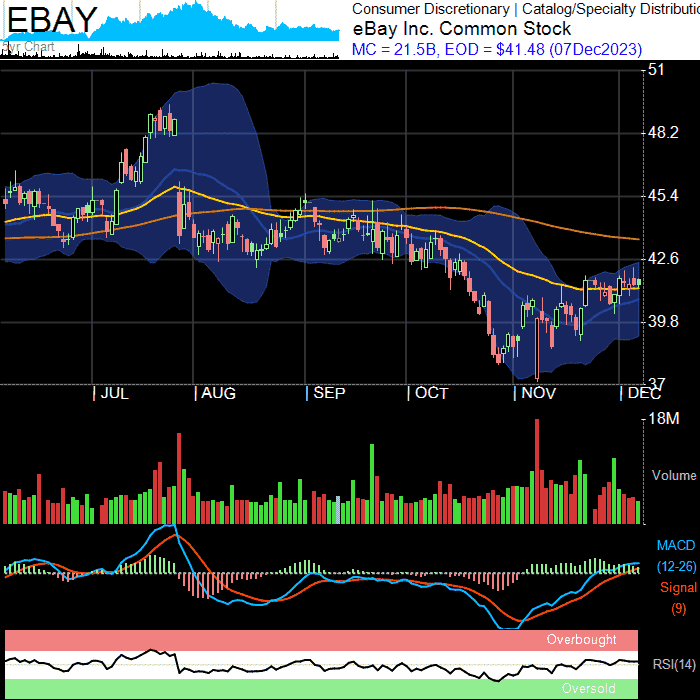 EBAY
5yr Chart
Consumer Discretionary | Catalog/Specialty Distributio
eBay Inc. Common Stock
MC = 21.5B, EOD = $41.48 (07Dec2023)
51
48.2
45.4
42.6
39.8
37
| JUL | AUG | SEP | OCT | NOV | DEC
18M
Volume
MACD
(12-26)
Signal
(9)
Overbought
RSI(14)
Oversold